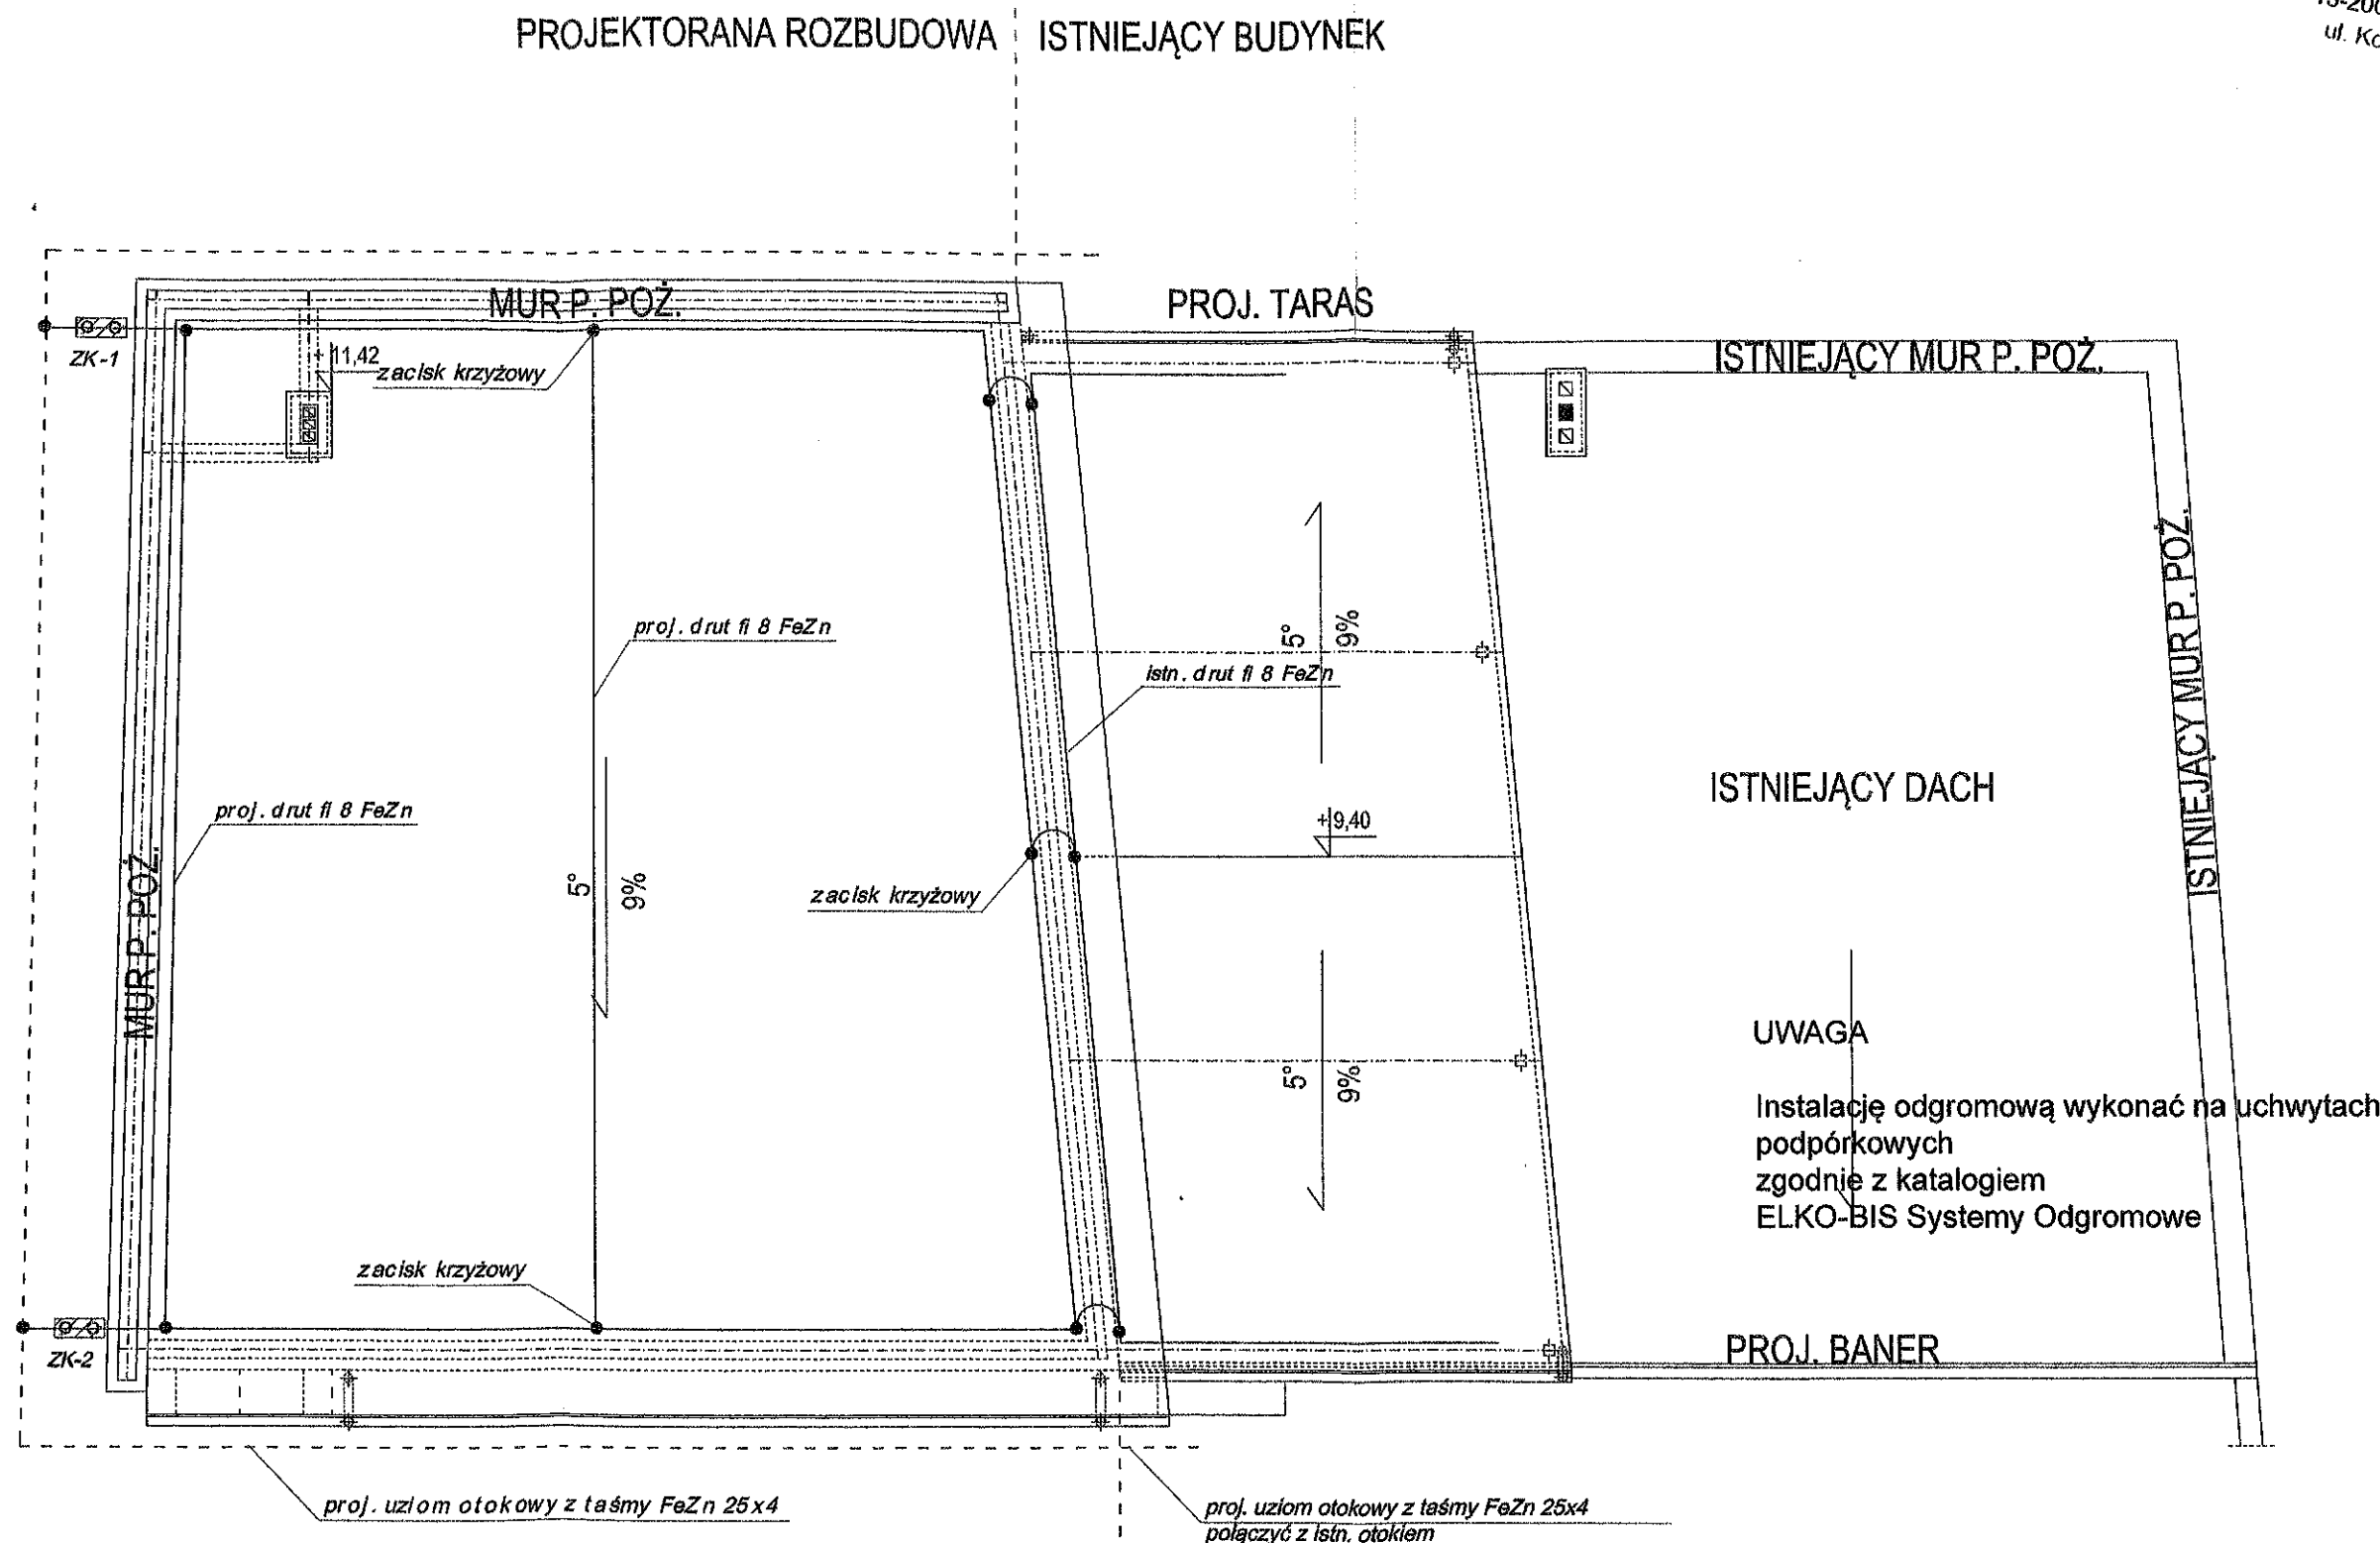 PROJEKTORANA ROZBUDOWA
ISTNIEJĄCY BUDYNEK
ul.
MUR P. POŻ.
PROJ. TARAS
ZK-1
11,42
zacisk krzyżowy
ISTNIEJĄCY MUR P. POŻ.
proj. drut fi 8 FeZn
5°
9%
istn. drut fi 8 FeZn
ISTNIEJĄCY MUR P. POŻ.
proj. drut fi 8 FeZn
ISTNIEJĄCY DACH
+9,40
MUR P. POŻ.
5°
9%
zacisk krzyżowy
UWAGA
5°
9%
Instalację odgromową wykonać na uchwytach
podpórkowych
zgodnie z katalogiem
ELKO-BIS Systemy Odgromowe
zacisk krzyżowy
ZK-2
PROJ. BANER
proj. uziom otokowy z taśmy FeZn 25x4
proj. uziom otokowy z taśmy FeZn 25x4
połączyć z istn. otokiem